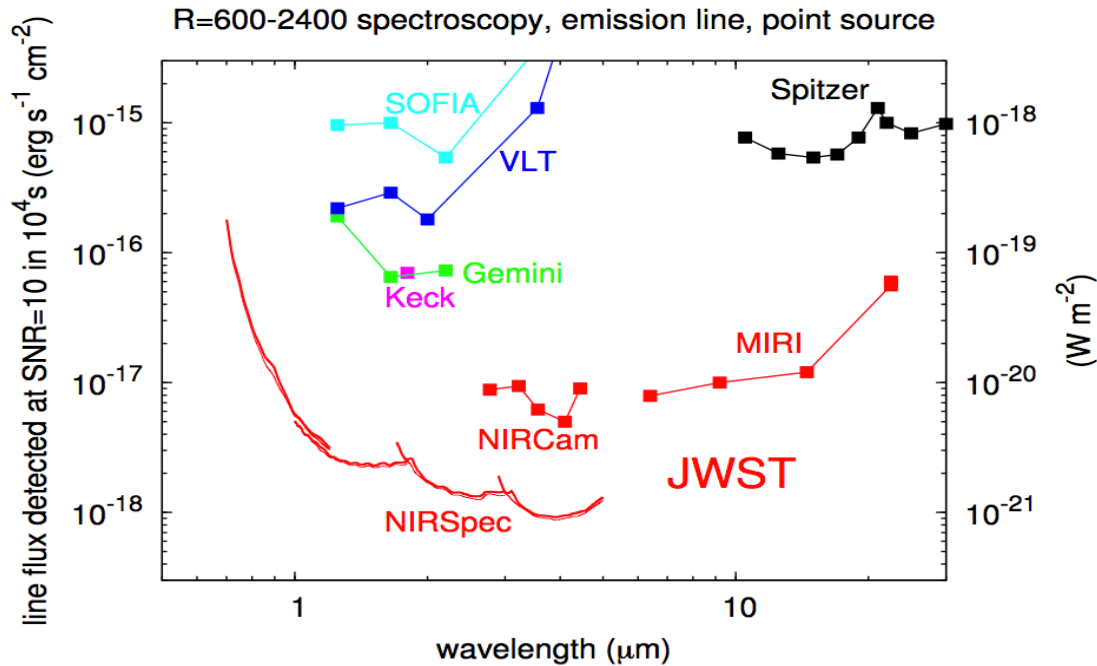 R=600-2400 spectroscopy, emission line, point source
line flux detected at SNR=10 in 10⁴s (erg s⁻¹ cm⁻²)
10⁻¹⁵
10⁻¹⁶
10⁻¹⁷
10⁻¹⁸
SOFIA
VLT
Gemini
Keck
Spitzer
MIRI
NIRCam
JWST
NIRSpec
10⁻¹⁸
10⁻¹⁹
10⁻²⁰
10⁻²¹
(W m⁻²)
1
10
wavelength (μm)